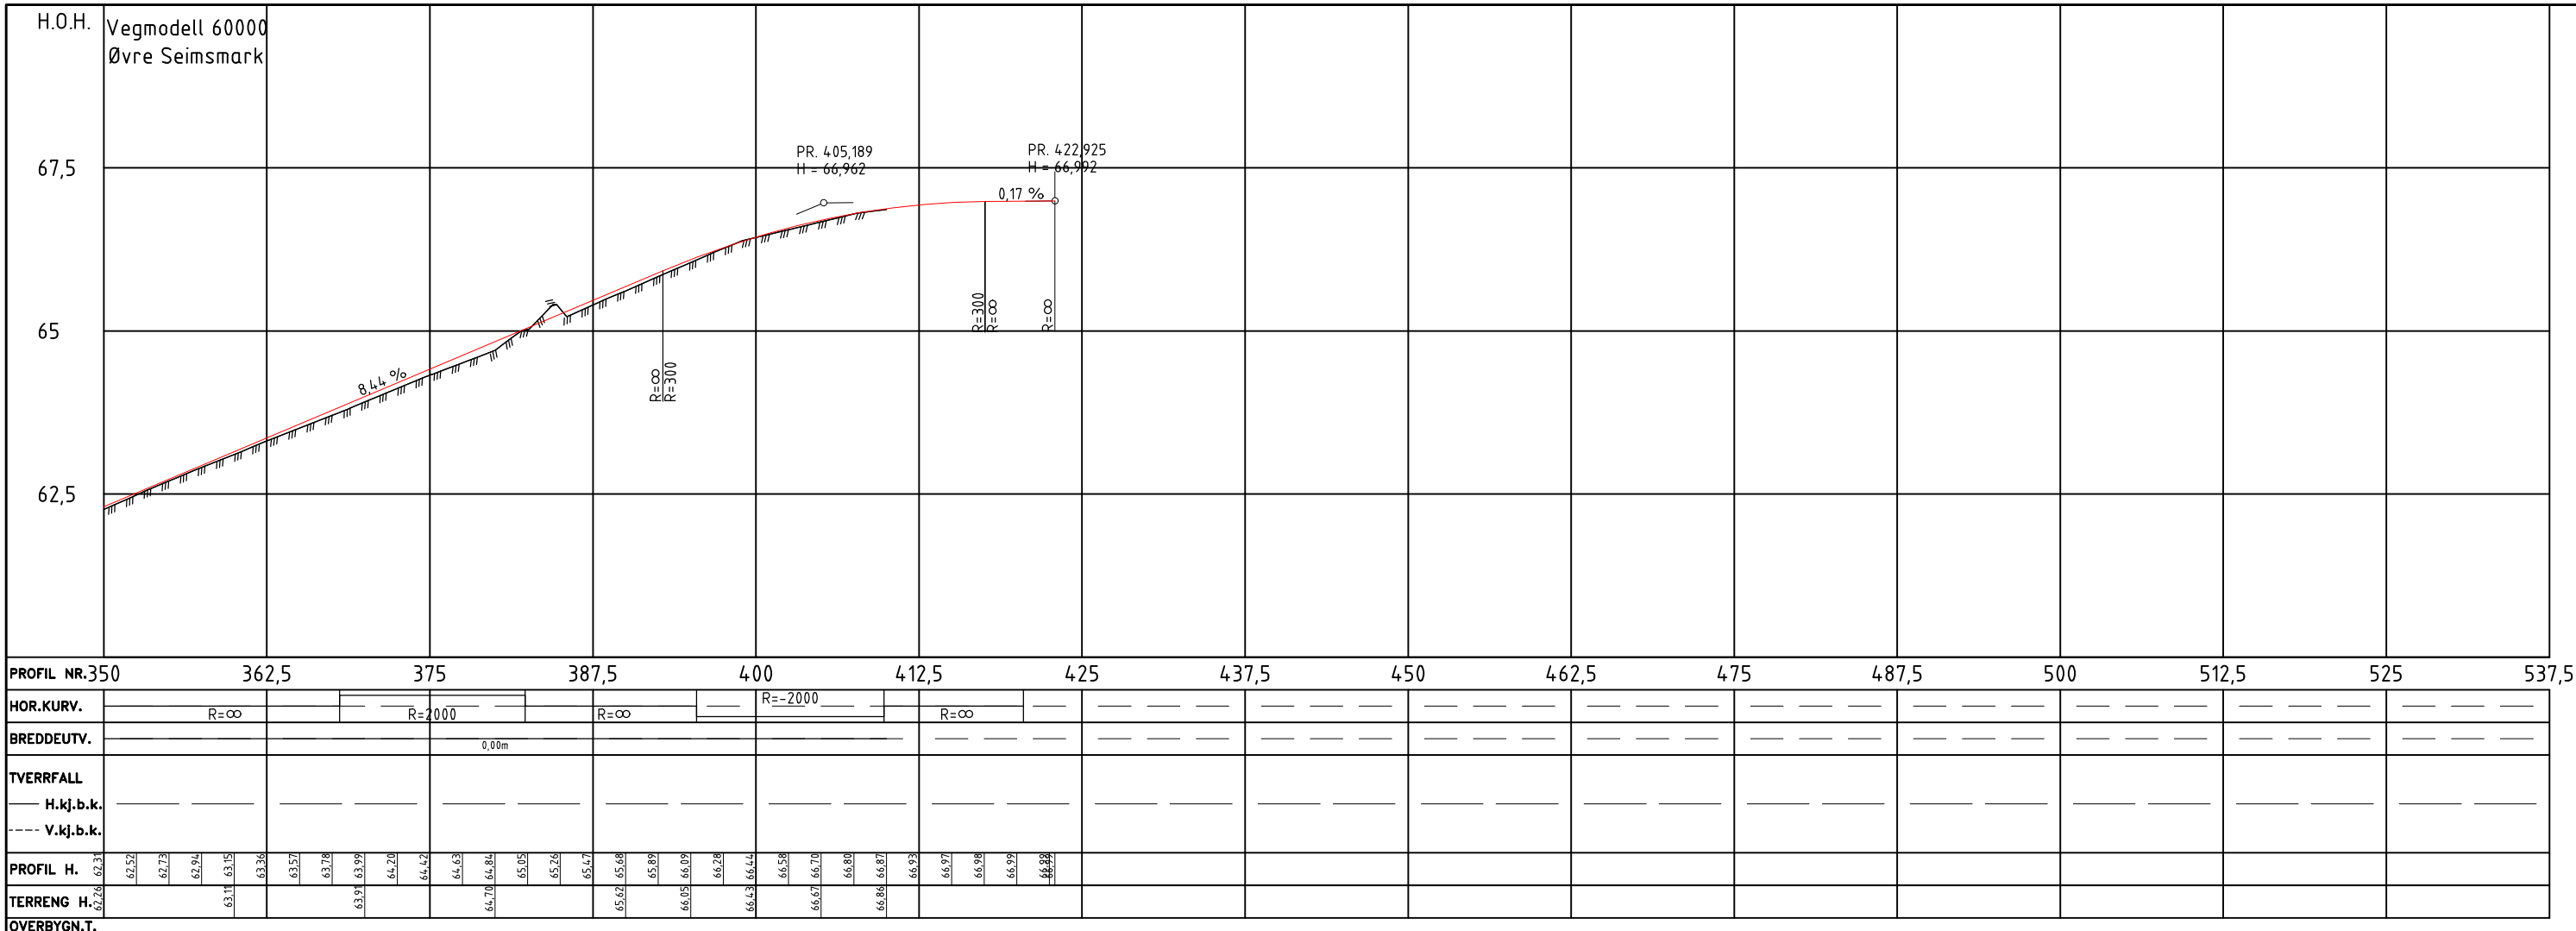 H.O.H.
Vegmodell 60000
Øvre Seimsmark
67,5
65
62,5
PR. 405,189
H = 66,962
PR. 422,925
H = 66,992
0,17 %
8,44 %
R=∞
R=300
R=300
R=∞
R=∞
PROFIL NR. 350 362,5 375 387,5 400 412,5 425 437,5 450 462,5 475 487,5 500 512,5 525 537,5
HOR.KURV. R=∞ R=2000 R=∞ R=-2000 R=∞
BREDDEUTV. 0,00m
TVERRFALL
H.kj.b.k.
V.kj.b.k.
PROFIL H. 62,31 62,52 62,73 62,94 63,15 63,36 63,57 63,78 63,99 64,20 64,42 64,63 64,84 65,05 65,26 65,47 65,68 65,89 66,09 66,28 66,44 66,58 66,70 66,80 66,87 66,93 66,97 66,98 66,99 66,99 66,99
TERRENG H. 62,26 63,11 63,91 64,70 65,62 66,05 66,43 66,67 66,86
OVERBYGN.T.